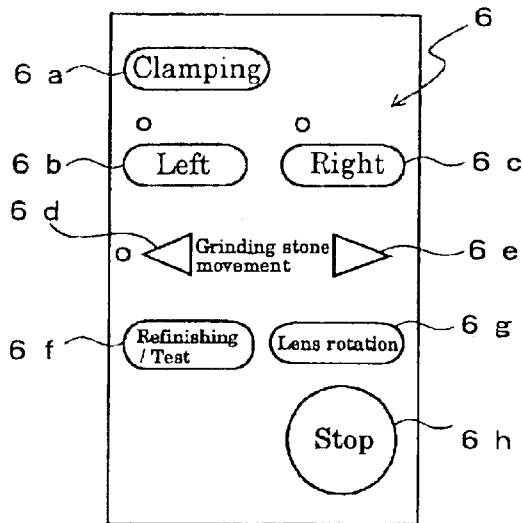 6
6 a
Clamping
6 b
Left
Right
6 c
6 d
Grinding stone
movement
6 e
6 f
Refinishing
/ Test
Lens rotation
6 g
Stop
6 h